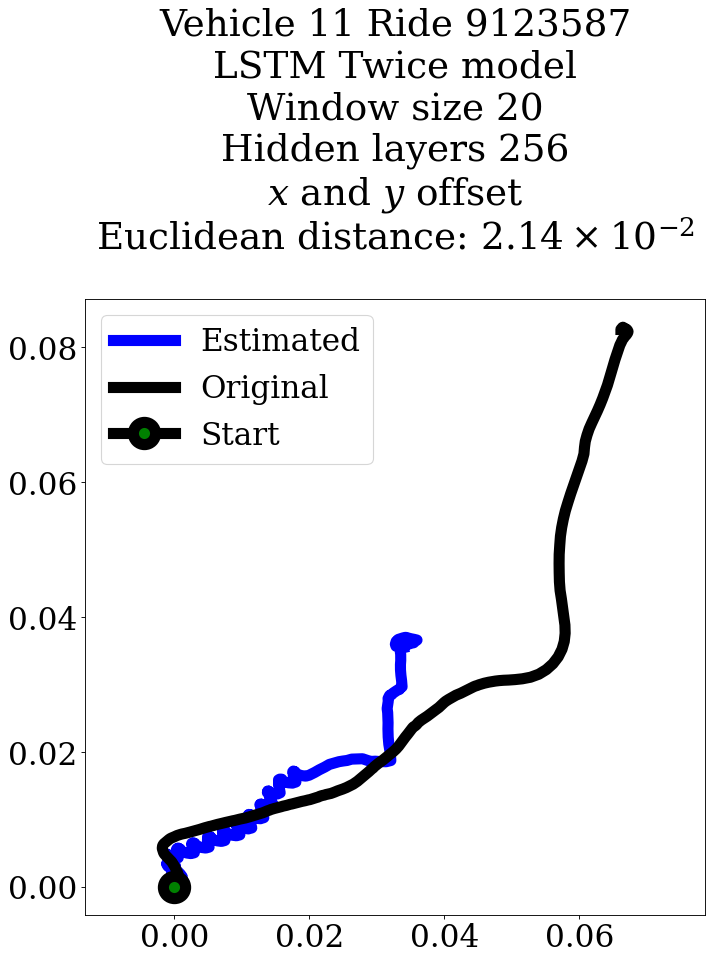 Vehicle 11 Ride 9123587
LSTM Twice model
Window size 20
Hidden layers 256
x and y offset
Euclidean distance: 2.14 × 10⁻²
Estimated
Original
Start
0.08
0.06
0.04
0.02
0.00
0.00 0.02 0.04 0.06